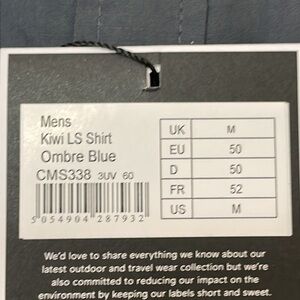 Mens
Kiwi LS Shirt
Ombre Blue
CMS338 3UV 60
5 054904 287932
UK M
EU 50
D 50
FR 52
US M
We'd love to share everything we know about our
latest outdoor and travel wear collection but we're
also committed to reducing our impact on the
environment by keeping our labels short and sweet.